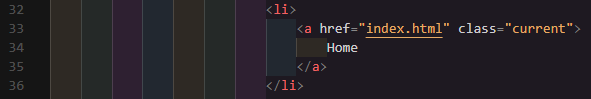 32 <li>
33 <a href="index.html" class="current">
34 Home
35 </a>
36 </li>